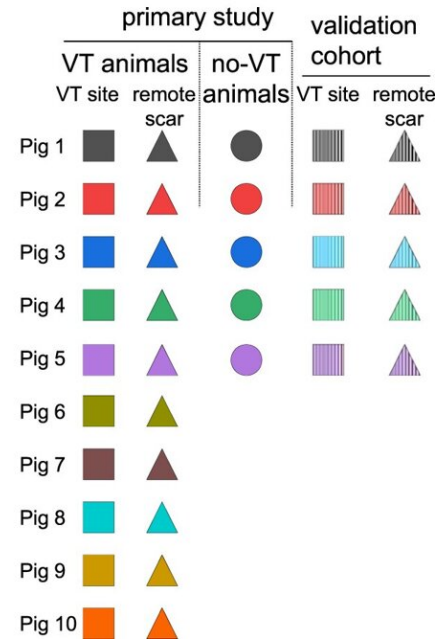 primary study
validation
cohort
VT animals
no-VT
animals
VT site
remote
scar
VT site
remote
scar
Pig 1
Pig 2
Pig 3
Pig 4
Pig 5
Pig 6
Pig 7
Pig 8
Pig 9
Pig 10